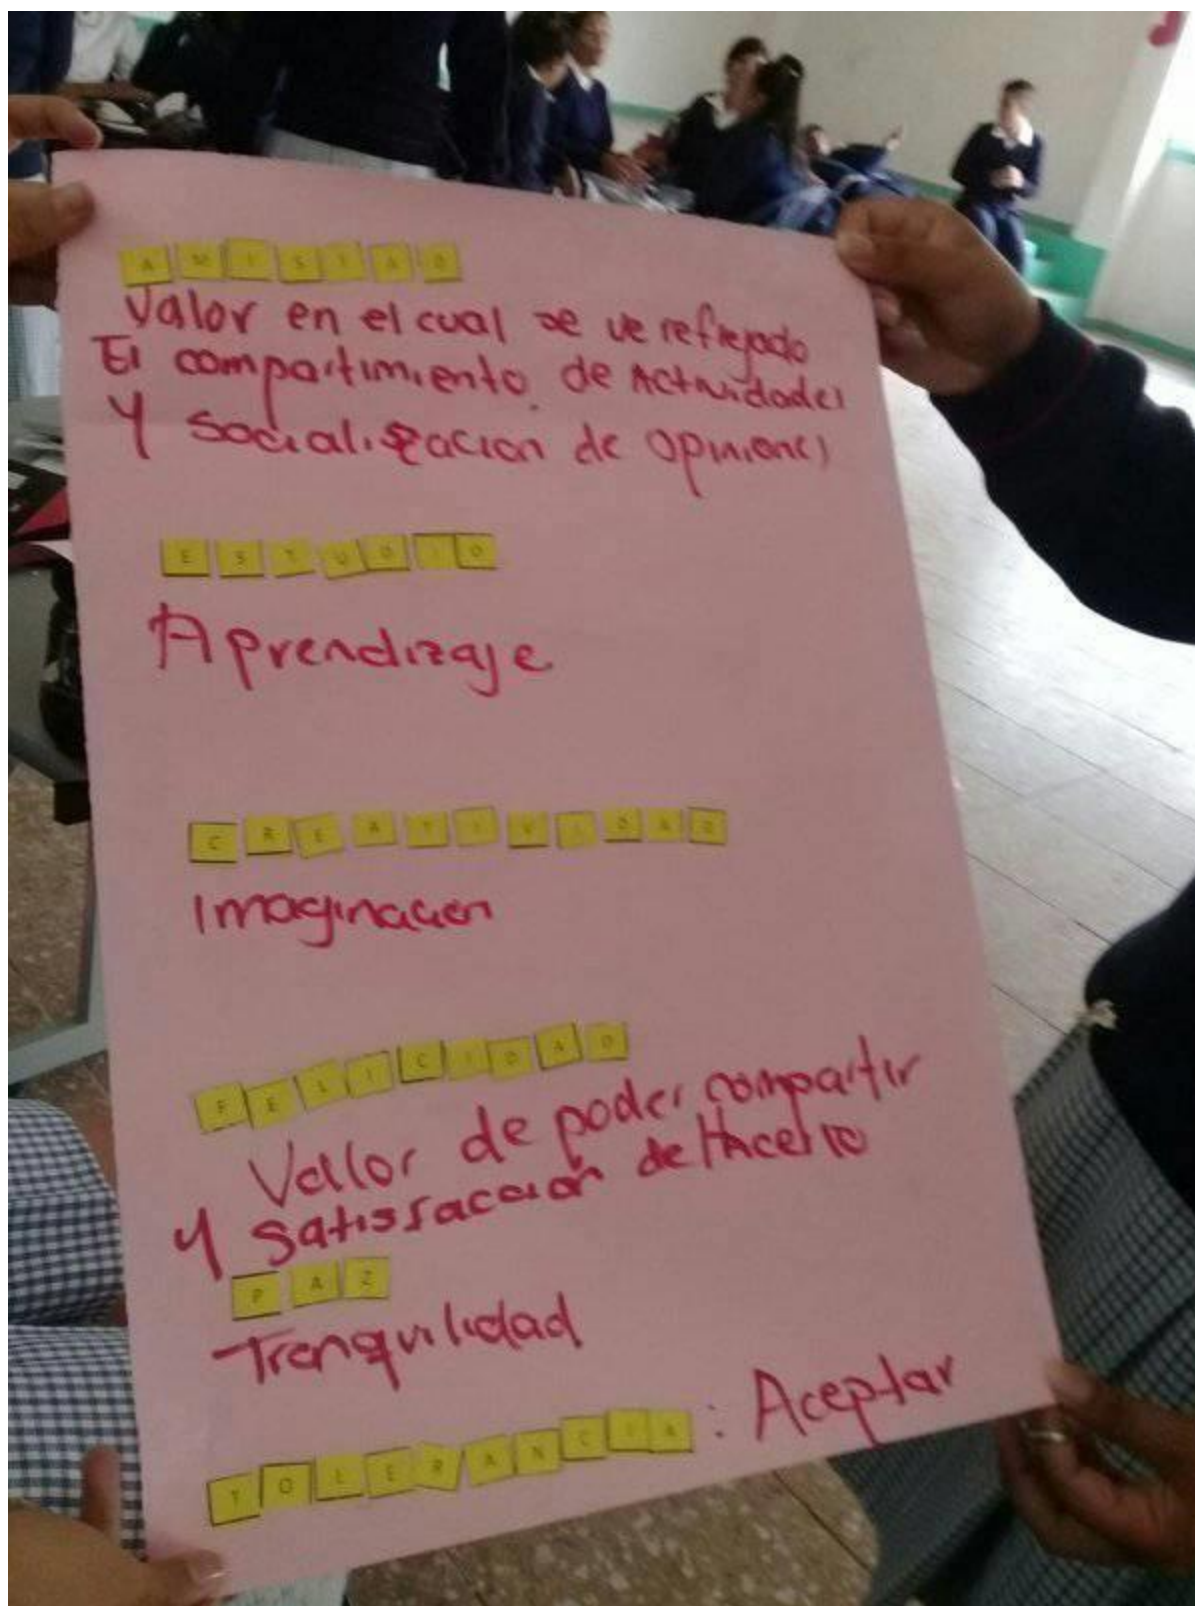 AMISTAD
Valor en el cual se ve reflejado
El compartimiento de Actividades
Y Socialización de opiniones
ESTUDIO
Aprendizaje
CREATIVIDAD
Imaginacion
FELICIDAD
Vallor de poder compartir
Y Satisfaccion de Hacerlo
PAZ
Tranquilidad
TOLERANCIA : Aceptar